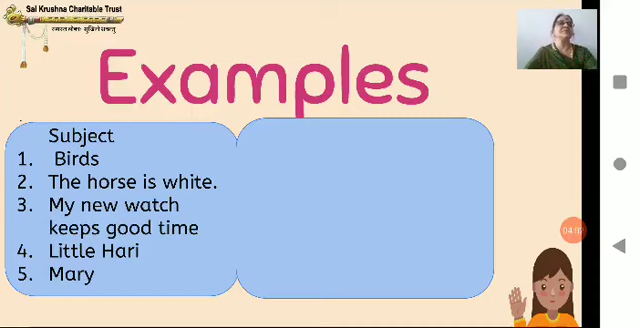 Sai Krushna Charitable Trust
Examples
Subject
1. Birds
2. The horse is white.
3. My new watch
keeps good time
4. Little Hari
5. Mary